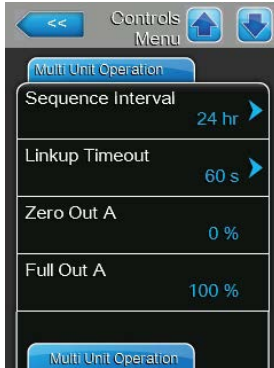 << Controls
Menu
Multi Unit Operation
Sequence Interval
24 hr
Linkup Timeout
60 s
Zero Out A
0 %
Full Out A
100 %
Multi Unit Operation